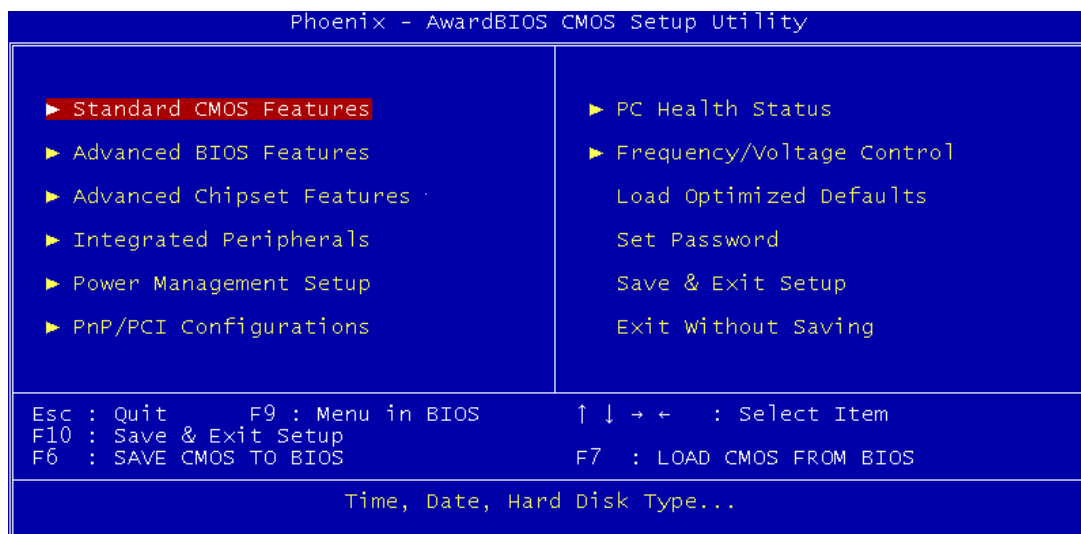 Phoenix - AwardBIOS CMOS Setup Utility
► Standard CMOS Features
► Advanced BIOS Features
► Advanced Chipset Features
► Integrated Peripherals
► Power Management Setup
► PnP/PCI Configurations
► PC Health Status
► Frequency/Voltage Control
Load Optimized Defaults
Set Password
Save & Exit Setup
Exit Without Saving
Esc : Quit F9 : Menu in BIOS ↑ ↓ → ← : Select Item
F10 : Save & Exit Setup
F6 : SAVE CMOS TO BIOS F7 : LOAD CMOS FROM BIOS
Time, Date, Hard Disk Type...